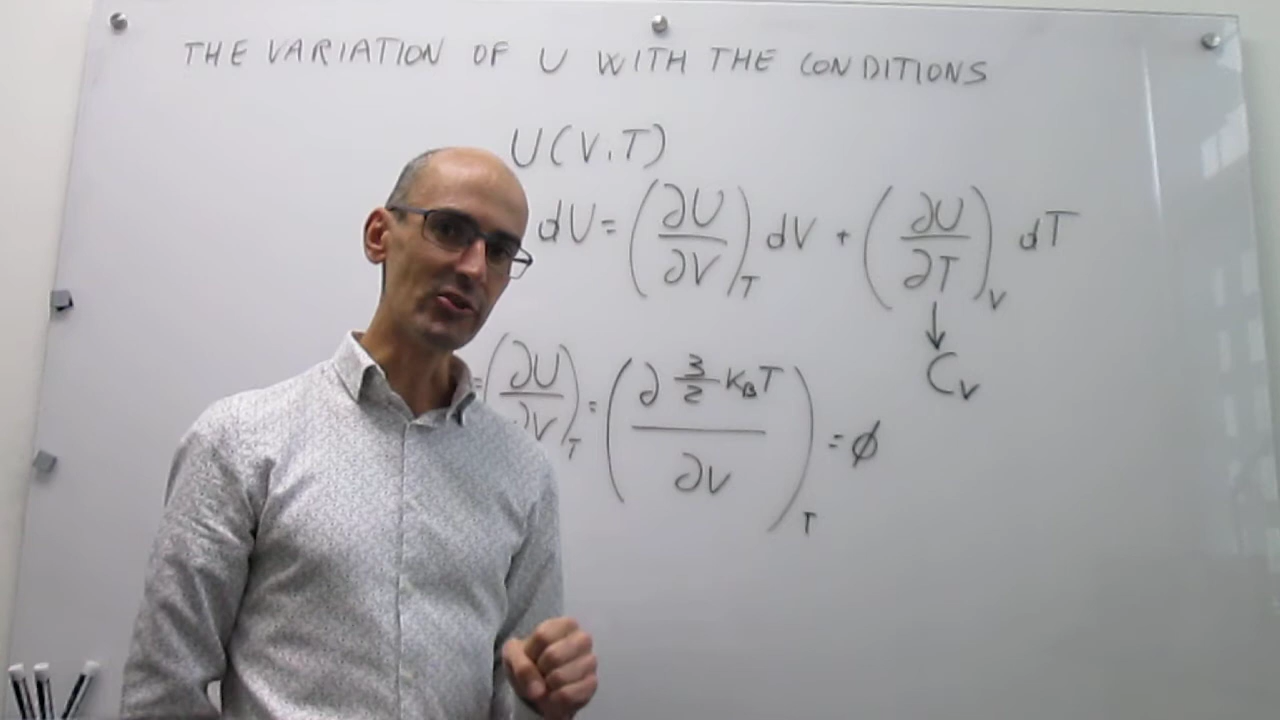 THE VARIATION OF U WITH THE CONDITIONS
U(V,T)
dU = (∂U/∂V)_T dV + (∂U/∂T)_V dT
↓
C_V
= (∂U/∂V)_T = (∂ 3/2 K_B T / ∂V)_T = ϕ